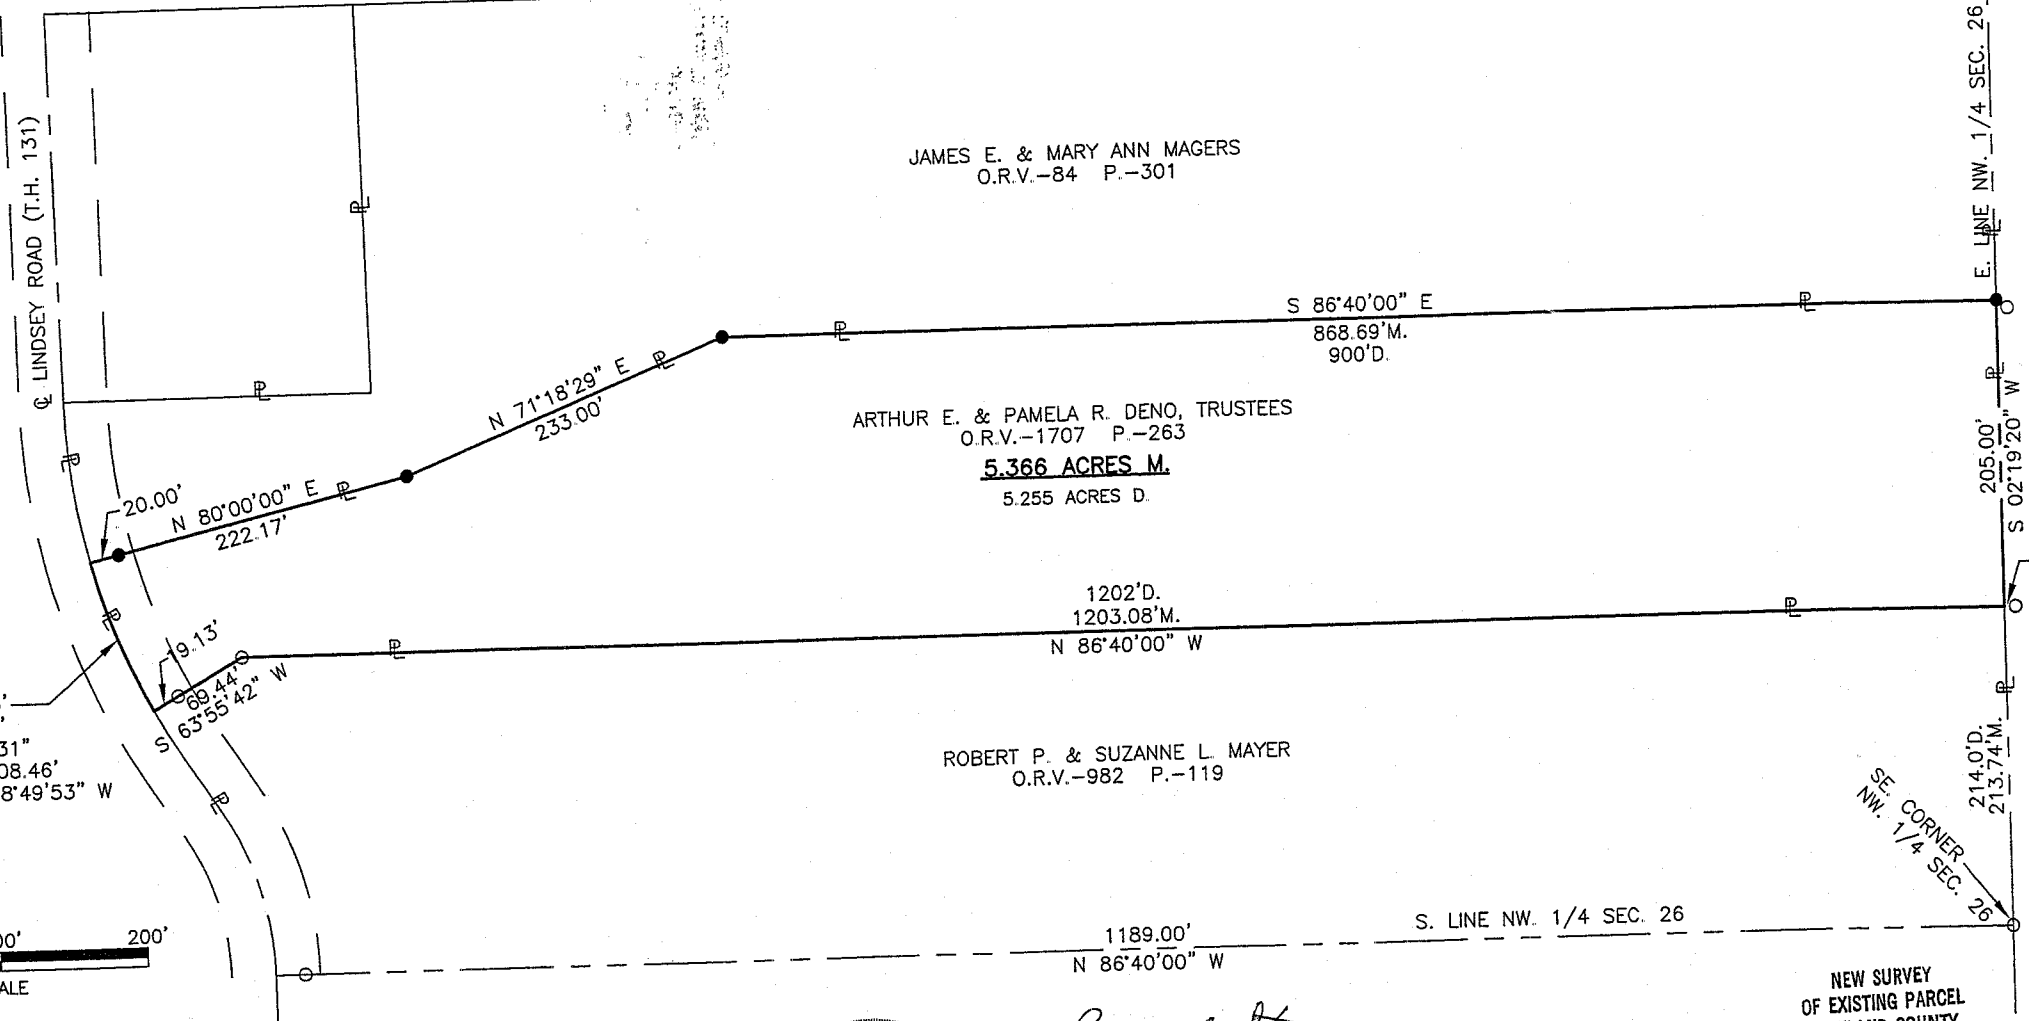 E. LINE NW. 1/4 SEC. 26
℄ LINDSEY ROAD (T.H. 131)
JAMES E. & MARY ANN MAGERS
O.R.V.-84 P.-301
S 86°40'00" E
868.69'M.
900'D.
N 71°18'29" E
233.00'
ARTHUR E. & PAMELA R. DENO, TRUSTEES
O.R.V.-1707 P.-263
5.366 ACRES M.
5.255 ACRES D.
205.00'
S 02°19'20" W
20.00'
N 80°00'00" E
222.17'
1202'D.
1203.08'M.
N 86°40'00" W
19.13'
69.44'
S 63°55'42" W
31"
08.46'
8°49'53" W
ROBERT P. & SUZANNE L. MAYER
O.R.V.-982 P.-119
214.0'D.
213.74'M.
SE. CORNER
NW. 1/4 SEC. 26
S. LINE NW. 1/4 SEC. 26
1189.00'
N 86°40'00" W
00' 200'
ALE
NEW SURVEY
OF EXISTING PARCEL